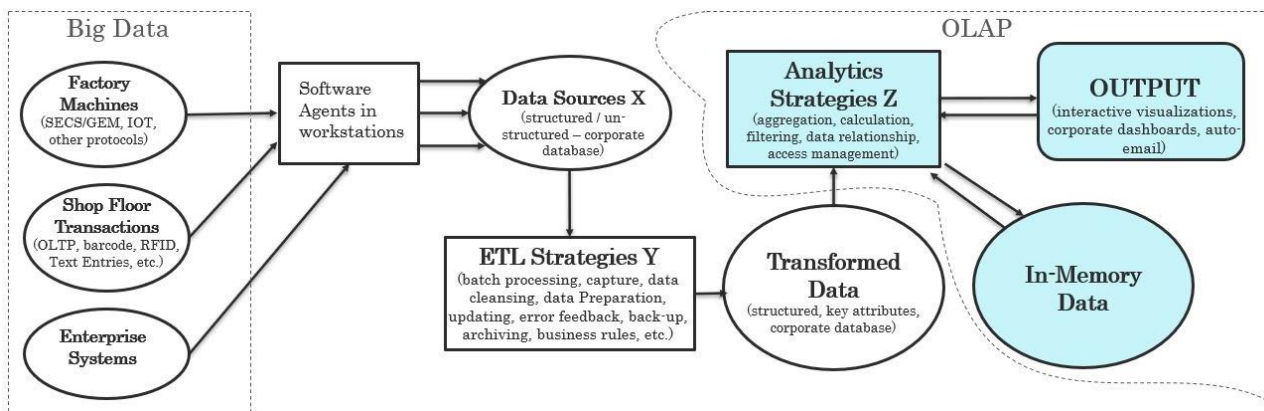 Big Data
Factory
Machines
(SECS/GEM, IOT,
other protocols)
Shop Floor
Transactions
(OLTP, barcode, RFID,
Text Entries, etc.)
Enterprise
Systems
Software
Agents in
workstations
Data Sources X
(structured / un-
structured – corporate
database)
ETL Strategies Y
(batch processing, capture, data
cleansing, data Preparation,
updating, error feedback, back-up,
archiving, business rules, etc.)
Transformed
Data
(structured, key attributes,
corporate database)
OLAP
Analytics
Strategies Z
(aggregation, calculation,
filtering, data relationship,
access management)
OUTPUT
(interactive visualizations,
corporate dashboards, auto-
email)
In-Memory
Data